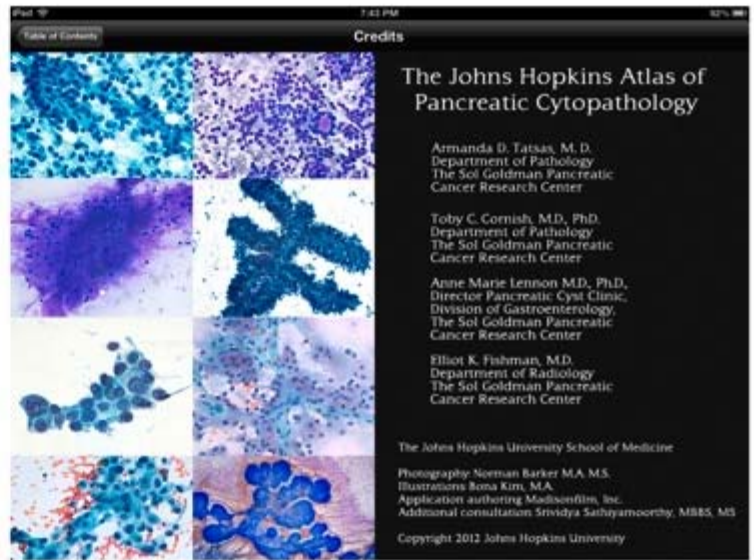 iPad
7:43 PM
92%
Table of Contents
Credits
The Johns Hopkins Atlas of
Pancreatic Cytopathology
Armanda D. Tatsas, M. D.
Department of Pathology
The Sol Goldman Pancreatic
Cancer Research Center
Toby C. Cornish, M.D., PhD.
Department of Pathology
The Sol Goldman Pancreatic
Cancer Research Center
Anne Marie Lennon M.D., Ph.D.,
Director Pancreatic Cyst Clinic,
Division of Gastroenterology,
The Sol Goldman Pancreatic
Cancer Research Center
Elliot K. Fishman, M.D.
Department of Radiology
The Sol Goldman Pancreatic
Cancer Research Center
The Johns Hopkins University School of Medicine
Photography: Norman Barker M.A. M.S.
Illustrations Bona Kim, M.A.
Application authoring Madisonfilm, Inc.
Additional consultation Srividya Sathiyamoorthy, MBBS, MS
Copyright 2012 Johns Hopkins University